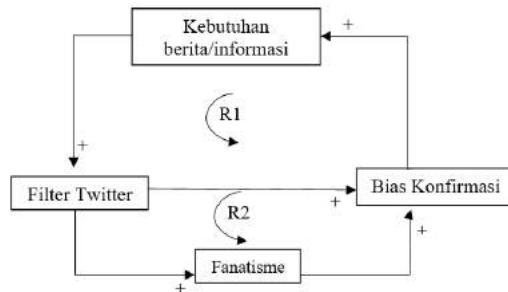 Kebutuhan
berita/informasi
+
R1
+
Filter Twitter
Bias Konfirmasi
+
R2
+
Fanatisme
+